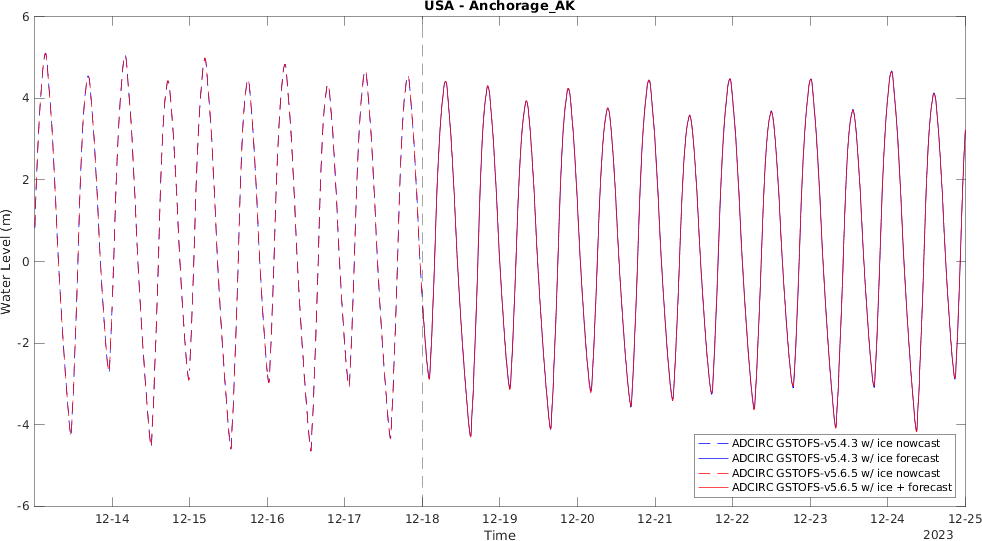 USA - Anchorage_AK
6
4
2
0
-2
-4
-6
Water Level (m)
12-14 12-15 12-16 12-17 12-18 12-19 12-20 12-21 12-22 12-23 12-24 12-25
Time
2023
ADCIRC GSTOFS-v5.4.3 w/ ice nowcast
ADCIRC GSTOFS-v5.4.3 w/ ice forecast
ADCIRC GSTOFS-v5.6.5 w/ ice nowcast
ADCIRC GSTOFS-v5.6.5 w/ ice + forecast